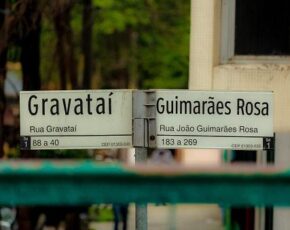 Gravataí
Rua Gravataí
88 a 40
Guimarães Rosa
Rua João Guimarães Rosa
183 a 269